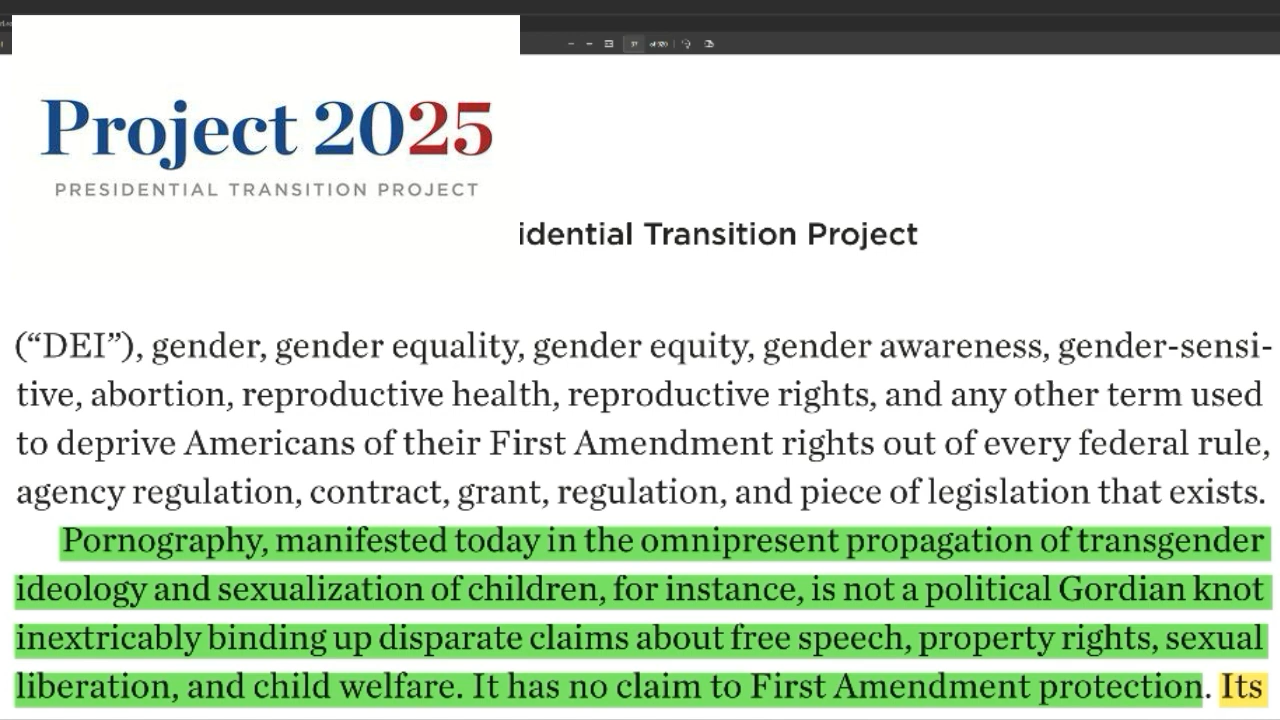 Project 2025
PRESIDENTIAL TRANSITION PROJECT
idential Transition Project
(“DEI”), gender, gender equality, gender equity, gender awareness, gender-sensi-
tive, abortion, reproductive health, reproductive rights, and any other term used
to deprive Americans of their First Amendment rights out of every federal rule,
agency regulation, contract, grant, regulation, and piece of legislation that exists.
Pornography, manifested today in the omnipresent propagation of transgender
ideology and sexualization of children, for instance, is not a political Gordian knot
inextricably binding up disparate claims about free speech, property rights, sexual
liberation, and child welfare. It has no claim to First Amendment protection. Its